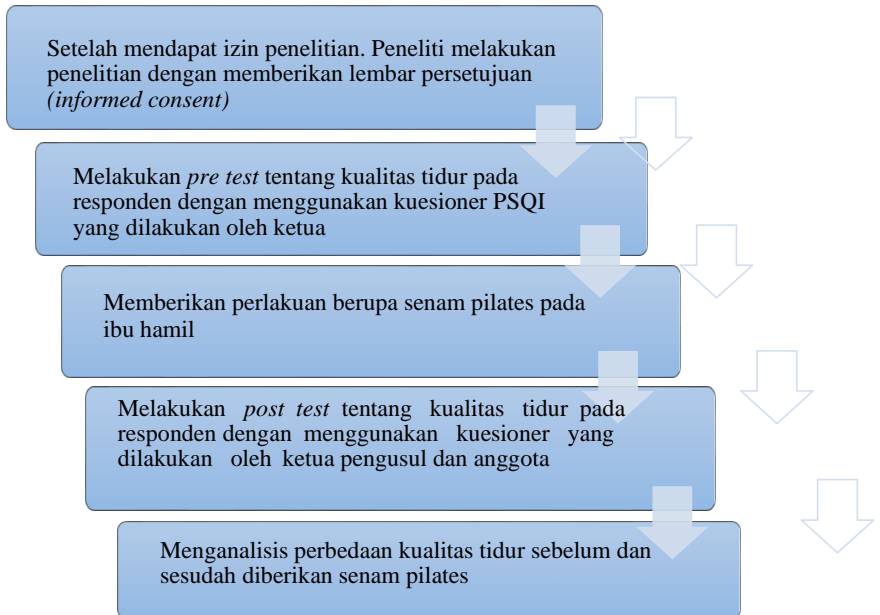 Setelah mendapat izin penelitian. Peneliti melakukan
penelitian dengan memberikan lembar persetujuan
(informed consent)
Melakukan pre test tentang kualitas tidur pada
responden dengan menggunakan kuesioner PSQI
yang dilakukan oleh ketua
Memberikan perlakuan berupa senam pilates pada
ibu hamil
Melakukan post test tentang kualitas tidur pada
responden dengan menggunakan kuesioner yang
dilakukan oleh ketua pengusul dan anggota
Menganalisis perbedaan kualitas tidur sebelum dan
sesudah diberikan senam pilates